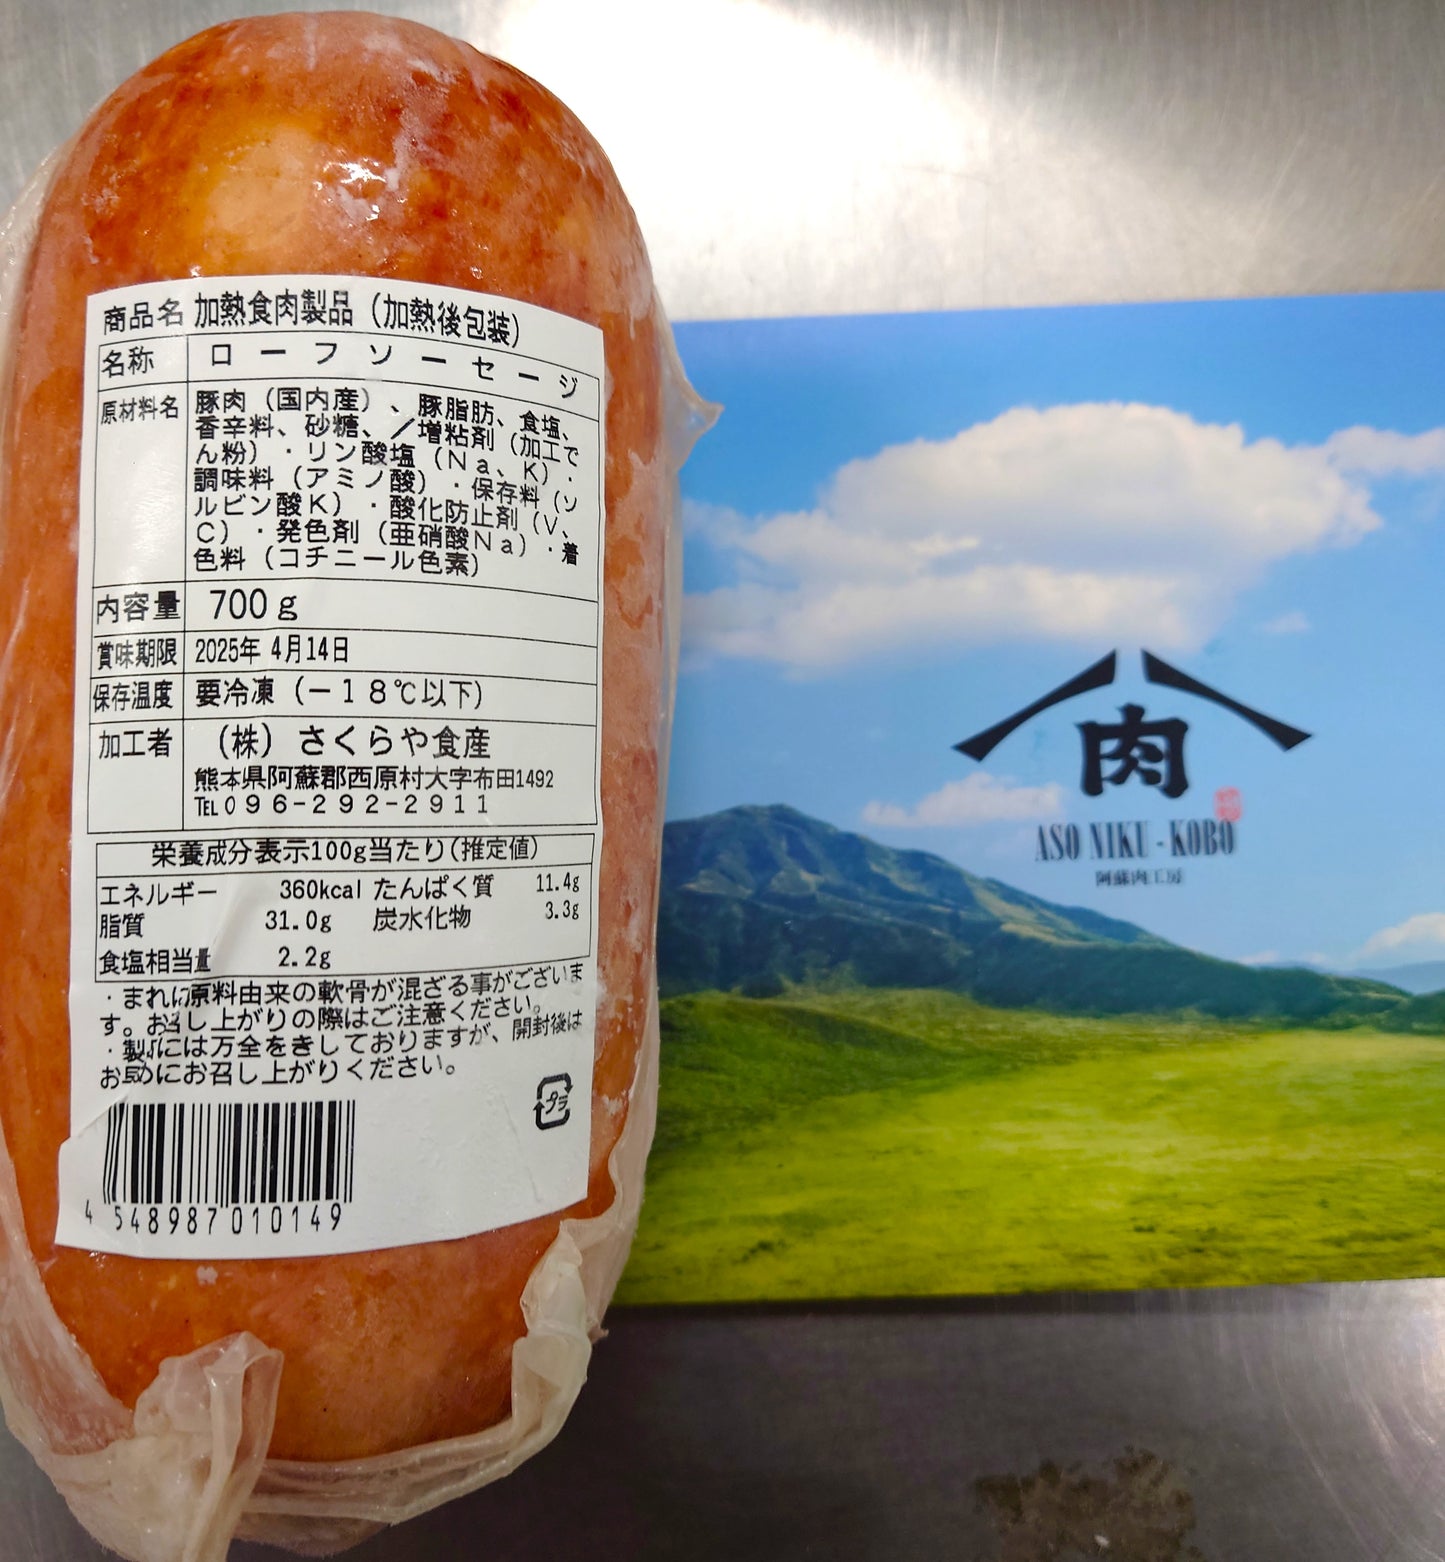 商品名 加熱食肉製品（加熱後包装）
名称 ローフソーセージ
原材料名 豚肉（国内産）、豚脂肪、食塩、
香辛料、砂糖、／増粘剤（加工で
ん粉）・リン酸塩（Ｎａ、Ｋ）・
調味料（アミノ酸）・保存料（ソ
ルビン酸Ｋ）・酸化防止剤（Ｖ、
Ｃ）・発色剤（亜硝酸Ｎａ）・着
色料（コチニール色素）
内容量 700ｇ
賞味期限 2025年 4月14日
保存温度 要冷凍（－１８℃以下）
加工者 （株）さくらや食産
熊本県阿蘇郡西原村大字布田1492
℡０９６-２９２-２９１１
栄養成分表示100g当たり(推定値)
エネルギー 360kcal たんぱく質 11.4g
脂質 31.0g 炭水化物 3.3g
食塩相当量 2.2g
・まれに原料由来の軟骨が混ざる事がございま
す。お召し上がりの際はご注意ください。
・製には万全をきしておりますが、開封後は
お早めにお召し上がりください。
プラ
4 548987 010149
肉
ASO NIKU - KOBO
阿蘇肉工房